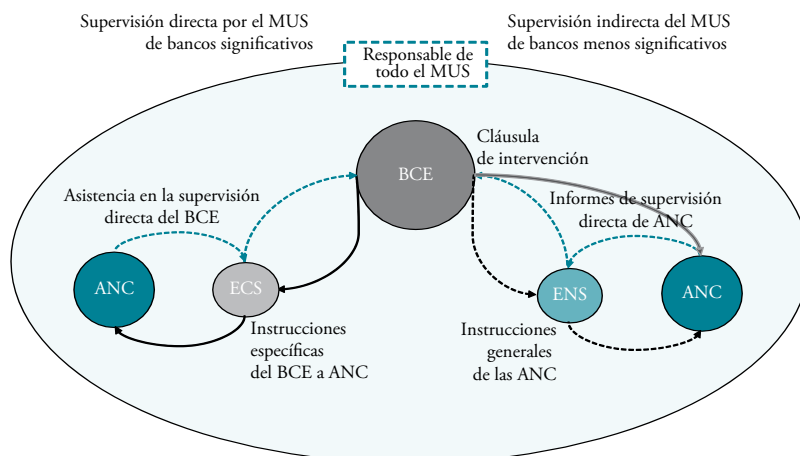 Supervisión directa por el MUS
de bancos significativos
Supervisión indirecta del MUS
de bancos menos significativos
Responsable de
todo el MUS
BCE
Cláusula
de intervención
Asistencia en la supervisión
directa del BCE
Informes de supervisión
directa de ANC
ANC
ECS
ENS
ANC
Instrucciones
específicas
del BCE a ANC
Instrucciones
generales
de las ANC